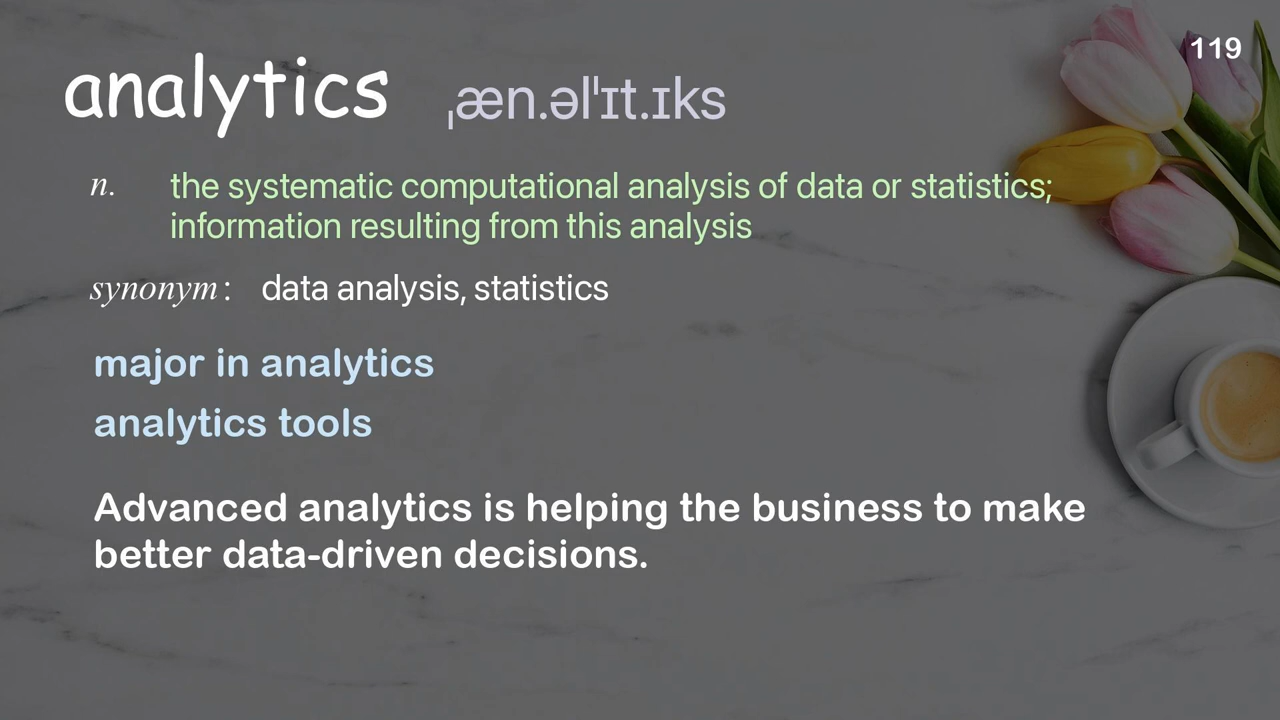 119
analytics ˌæn.əlˈɪt.ɪks
n. the systematic computational analysis of data or statistics;
information resulting from this analysis
synonym: data analysis, statistics
major in analytics
analytics tools
Advanced analytics is helping the business to make
better data-driven decisions.